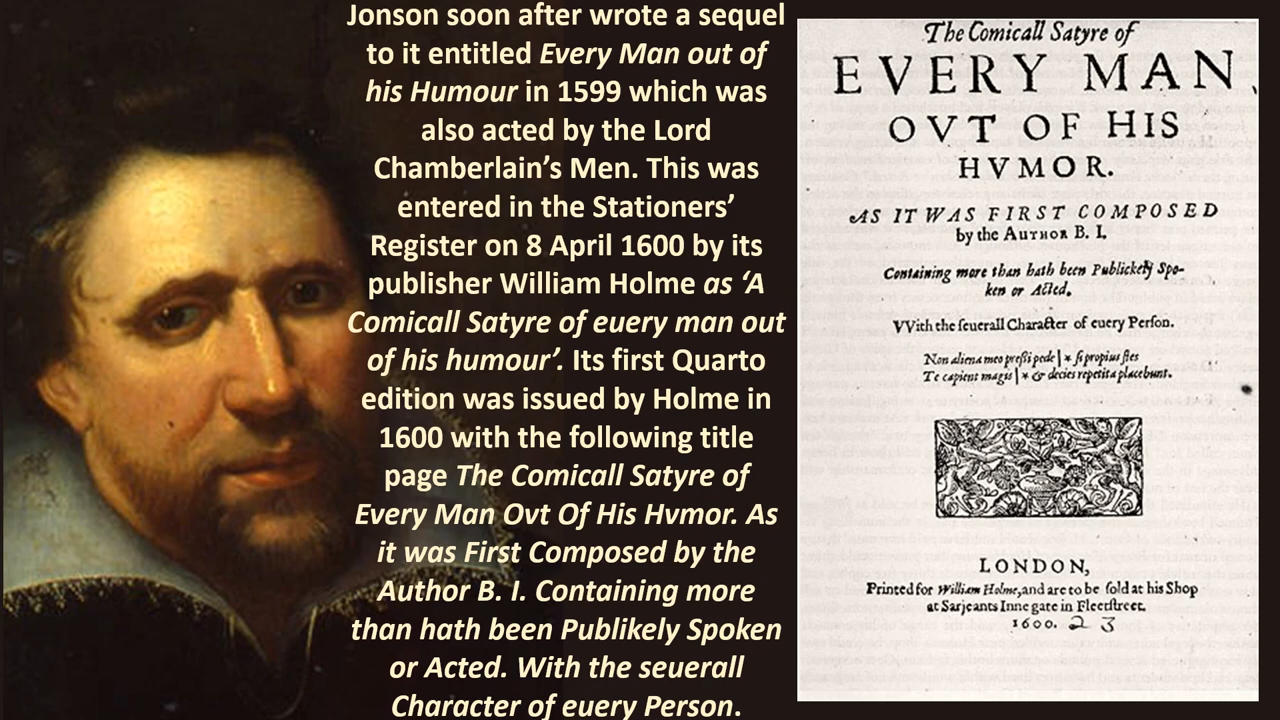 Jonson soon after wrote a sequel
to it entitled Every Man out of
his Humour in 1599 which was
also acted by the Lord
Chamberlain’s Men. This was
entered in the Stationers’
Register on 8 April 1600 by its
publisher William Holme as ‘A
Comicall Satyre of euery man out
of his humour’. Its first Quarto
edition was issued by Holme in
1600 with the following title
page The Comicall Satyre of
Every Man Ovt Of His Hvmor. As
it was First Composed by the
Author B. I. Containing more
than hath been Publikely Spoken
or Acted. With the seuerall
Character of euery Person.
The Comicall Satyre of
EVERY MAN
OVT OF HIS
HVMOR.
AS IT WAS FIRST COMPOSED
by the AUTHOR B. I.
Containing more than hath been Publickely Spo-
ken or Acted.
VVith the ſeuerall Character of euery Perſon.
Non aliena meo preſſi pede | * ſi propius ſtes
Te capient magis | * & decies repetita placebunt.
LONDON,
Printed for William Holme, and are to be ſold at his Shop
at Sarjeants Inne gate in Fleetſtreet.
1600. 23